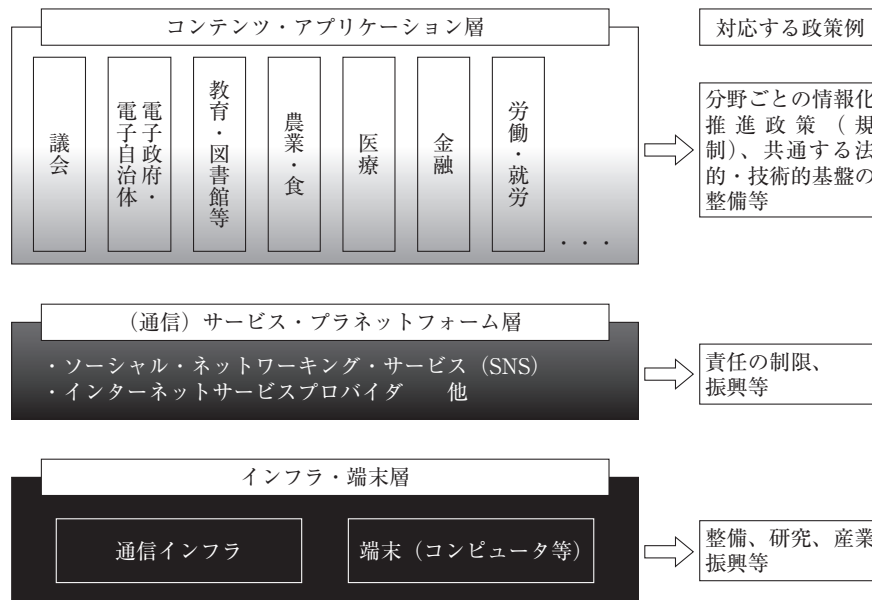 コンテンツ・アプリケーション層
対応する政策例
議会
電子政府・
電子自治体
教育・図書館等
農業・食
医療
金融
労働・就労
・・・
分野ごとの情報化
推進政策(規
制)、共通する法
的・技術的基盤の
整備等
(通信)サービス・プラネットフォーム層
・ソーシャル・ネットワーキング・サービス(SNS)
・インターネットサービスプロバイダ　他
責任の制限、
振興等
インフラ・端末層
通信インフラ
端末(コンピュータ等)
整備、研究、産業
振興等